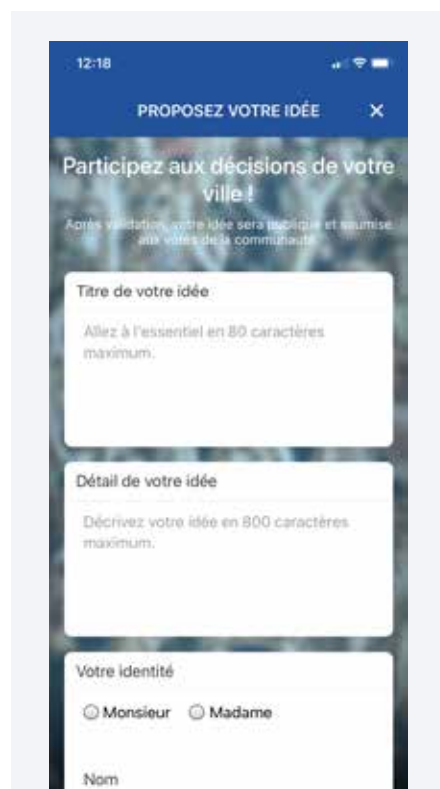 12:18
PROPOSEZ VOTRE IDÉE ×
Participez aux décisions de votre
ville !
Après validation, votre idée sera publique et soumise
aux votes de la communauté.
Titre de votre idée
Allez à l'essentiel en 80 caractères
maximum.
Détail de votre idée
Décrivez votre idée en 800 caractères
maximum.
Votre identité
Monsieur Madame
Nom